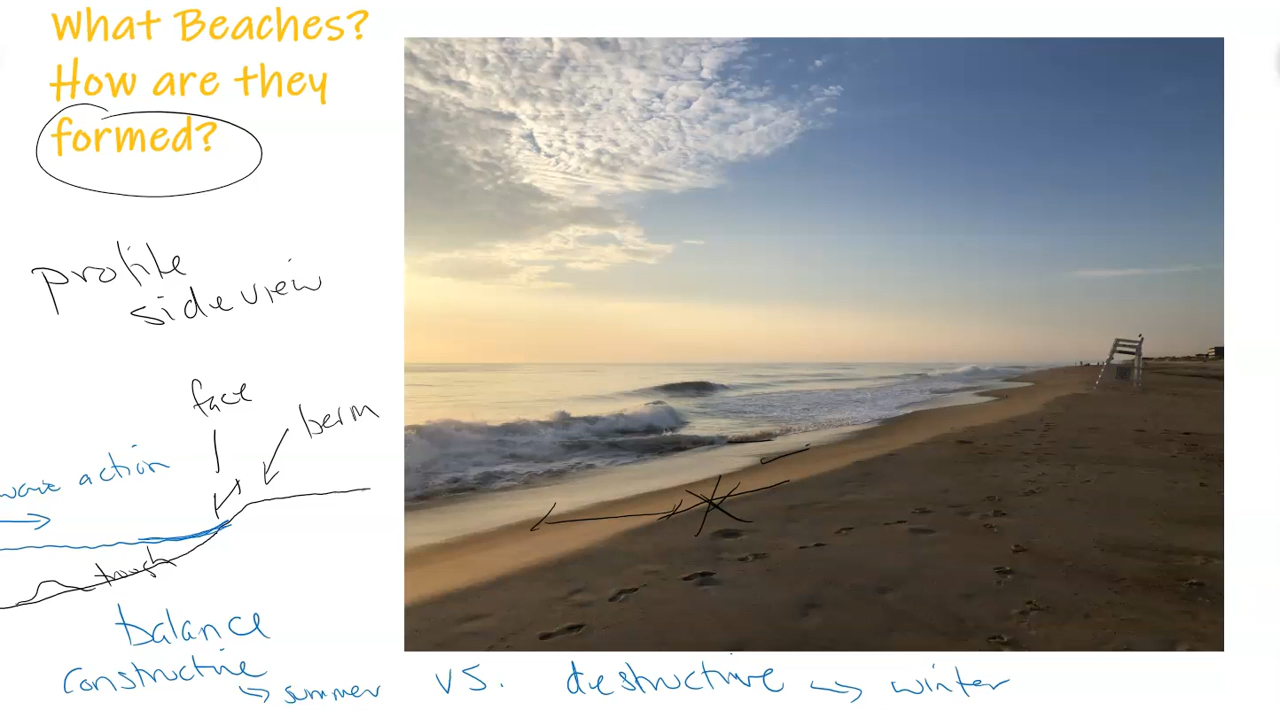 What Beaches?
How are they
formed?
profile
sideview
face
berm
wave action
trough
balance
constructive vs. destructive → winter
↳ summer